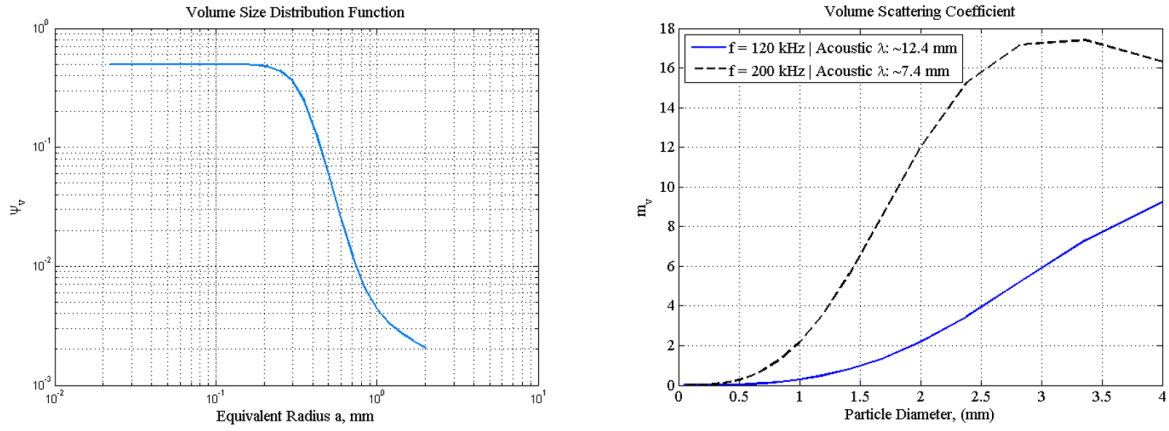 Volume Size Distribution Function
10^0
10^-1
10^-2
10^-3
ψ_v
10^-2 10^-1 10^0 10^1
Equivalent Radius a, mm
Volume Scattering Coefficient
18
16
14
12
10
8
6
4
2
0
m_v
f = 120 kHz | Acoustic λ: ~12.4 mm
f = 200 kHz | Acoustic λ: ~7.4 mm
0 0.5 1 1.5 2 2.5 3 3.5 4
Particle Diameter, (mm)